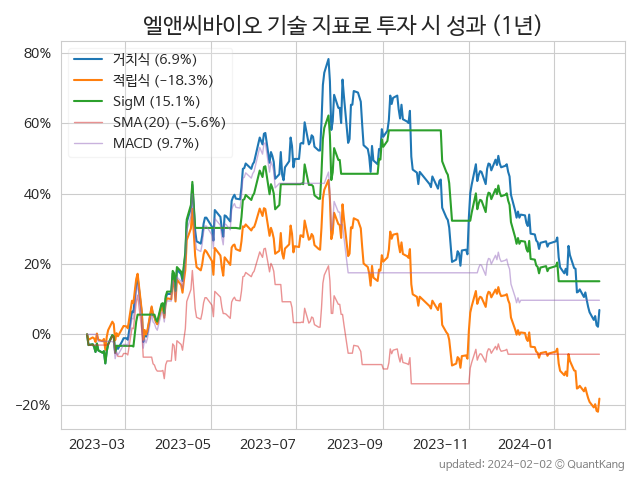 엘앤씨바이오 기술 지표로 투자 시 성과 (1년)
80%
60%
40%
20%
0%
−20%
거치식 (6.9%)
적립식 (−18.3%)
SigM (15.1%)
SMA(20) (−5.6%)
MACD (9.7%)
2023-03 2023-05 2023-07 2023-09 2023-11 2024-01
updated: 2024-02-02 © QuantKang